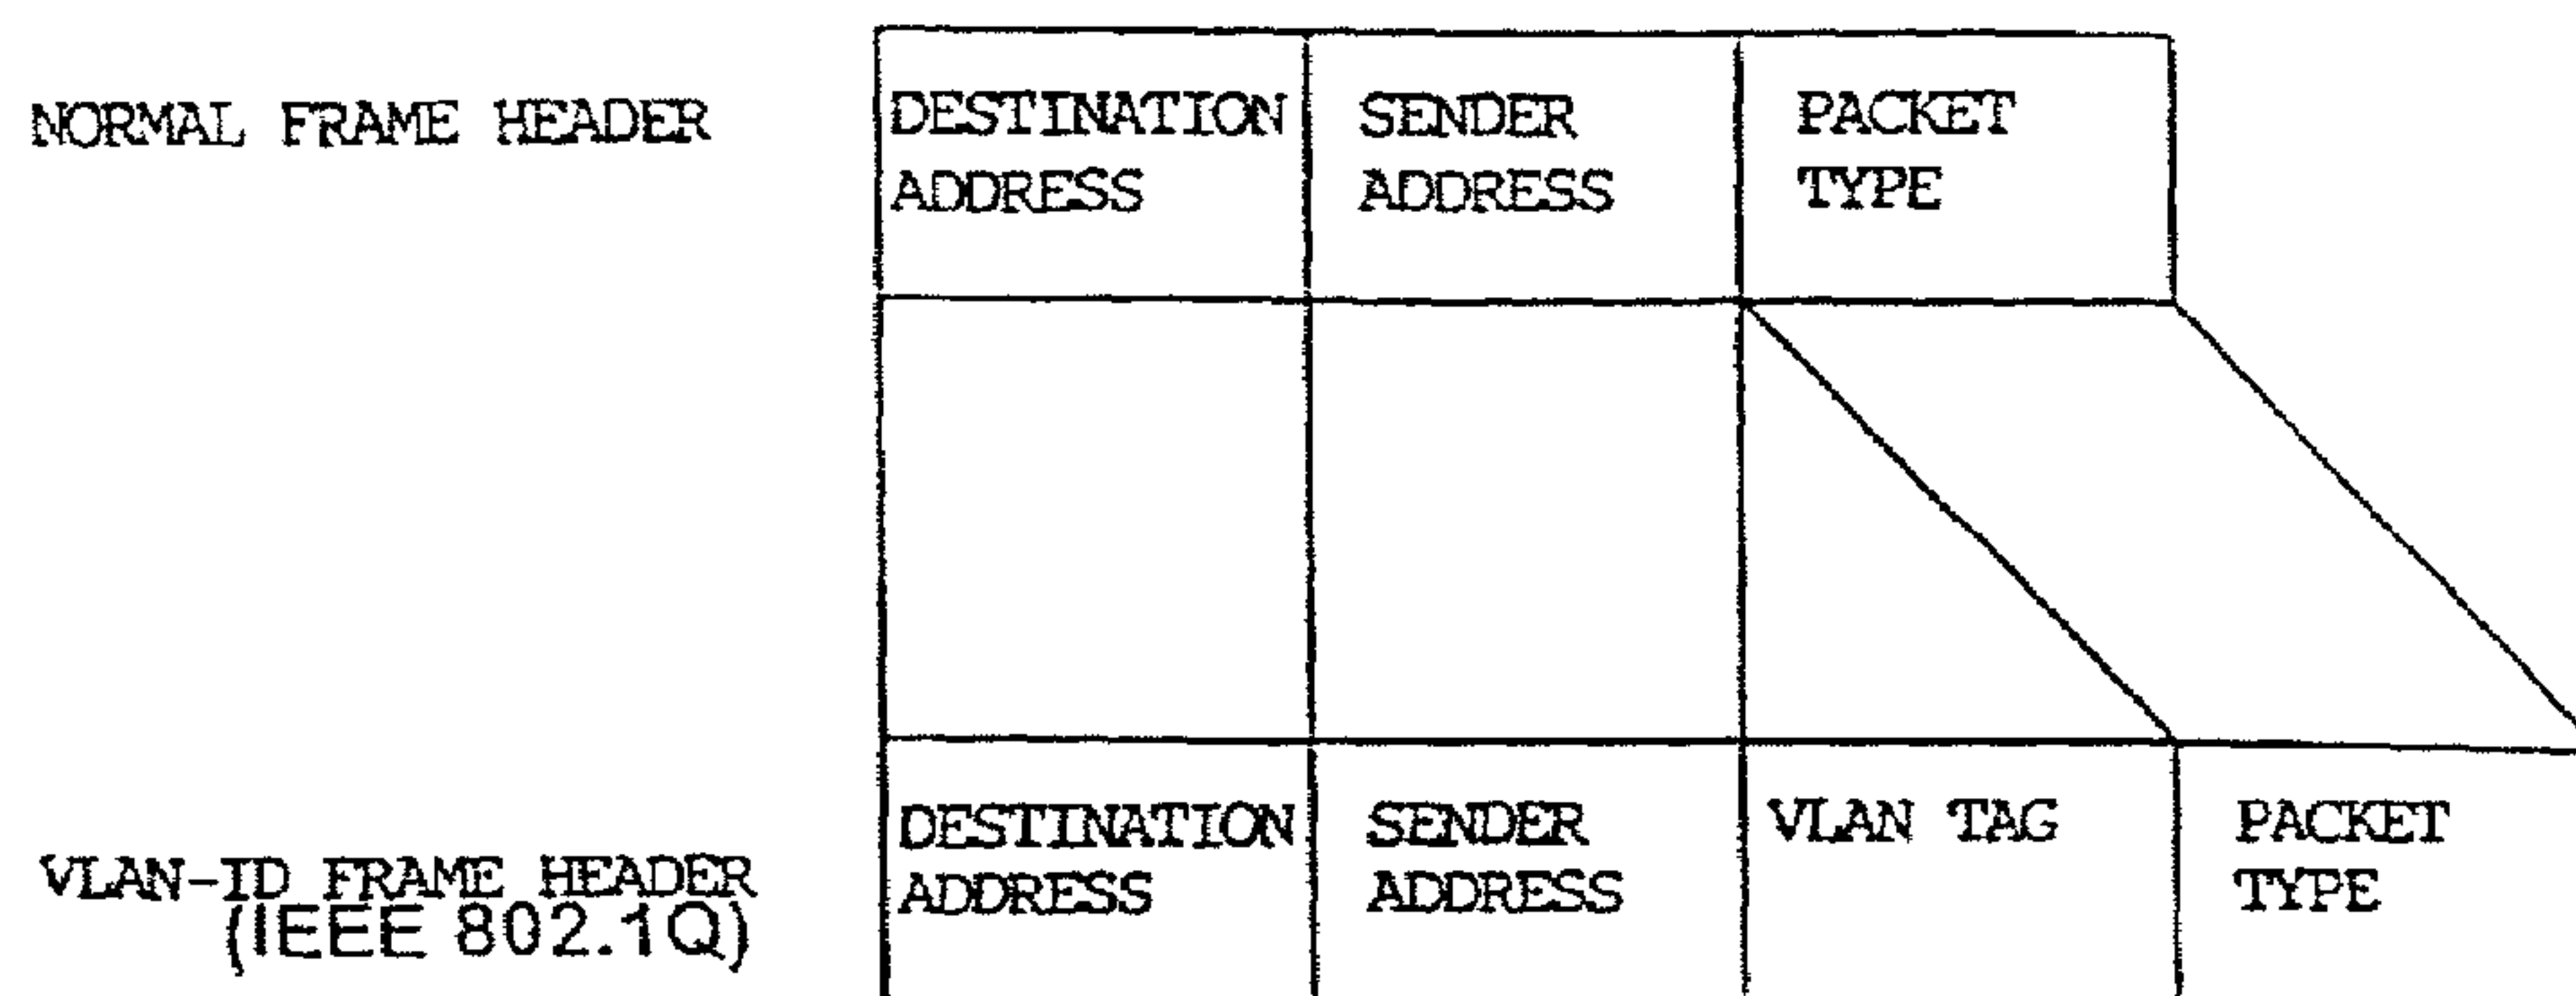 NORMAL FRAME HEADER
DESTINATION
ADDRESS
SENDER
ADDRESS
PACKET
TYPE
VLAN-ID FRAME HEADER
(IEEE 802.1Q)
DESTINATION
ADDRESS
SENDER
ADDRESS
VLAN TAG
PACKET
TYPE